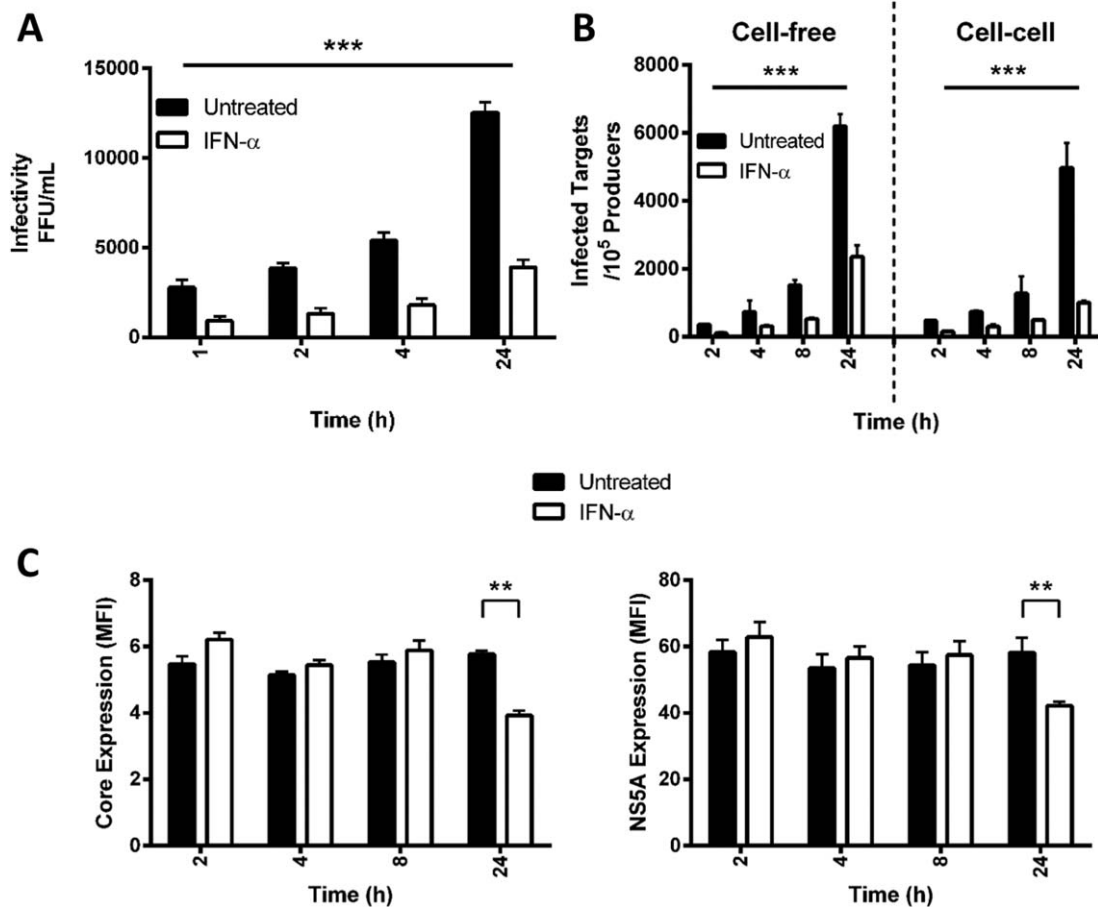 A
***
15000
10000
5000
0
Infectivity
FFU/mL
Untreated
IFN-α
1
2
4
24
Time (h)
B
Cell-free
Cell-cell
***
***
8000
6000
4000
2000
0
Infected Targets
/10⁵ Producers
Untreated
IFN-α
2
4
8
24
2
4
8
24
Time (h)
Untreated
IFN-α
C
8
6
4
2
0
Core Expression (MFI)
**
2
4
8
24
Time (h)
80
60
40
20
0
NS5A Expression (MFI)
**
2
4
8
24
Time (h)